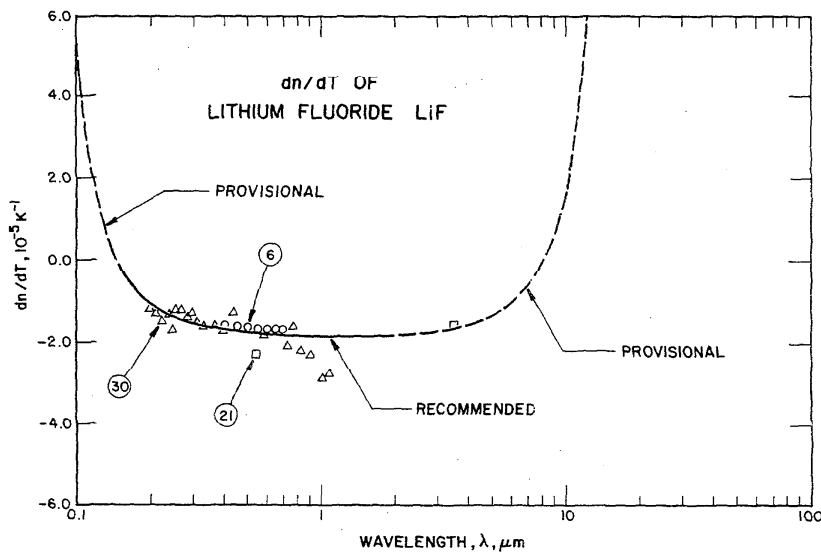 6.0
4.0
2.0
0.0
-2.0
-4.0
-6.0
dn/dT, 10⁻⁵ K⁻¹
dn/dT OF
LITHIUM FLUORIDE LiF
PROVISIONAL
6
30
21
RECOMMENDED
PROVISIONAL
0.1
1
10
100
WAVELENGTH, λ, μm